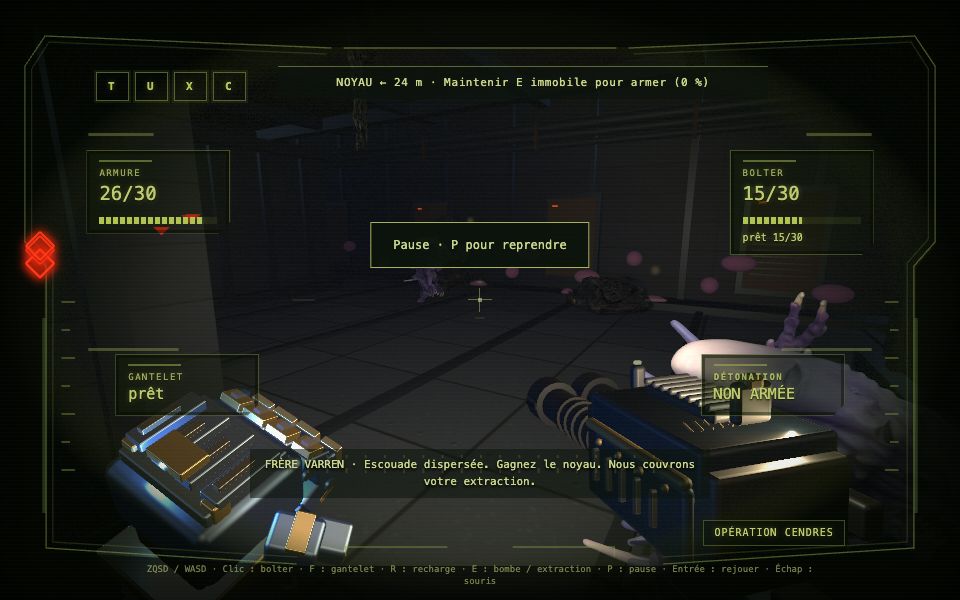 T U X C
NOYAU ← 24 m · Maintenir E immobile pour armer (0 %)
ARMURE
26/30
BOLTER
15/30
prêt 15/30
Pause · P pour reprendre
GANTELET
prêt
DÉTONATION
NON ARMÉE
FRÈRE VARREN · Escouade dispersée. Gagnez le noyau. Nous couvrons
votre extraction.
OPÉRATION CENDRES
ZQSD / WASD · Clic : bolter · F : gantelet · R : recharge · E : bombe / extraction · P : pause · Entrée : rejouer · Échap :
souris